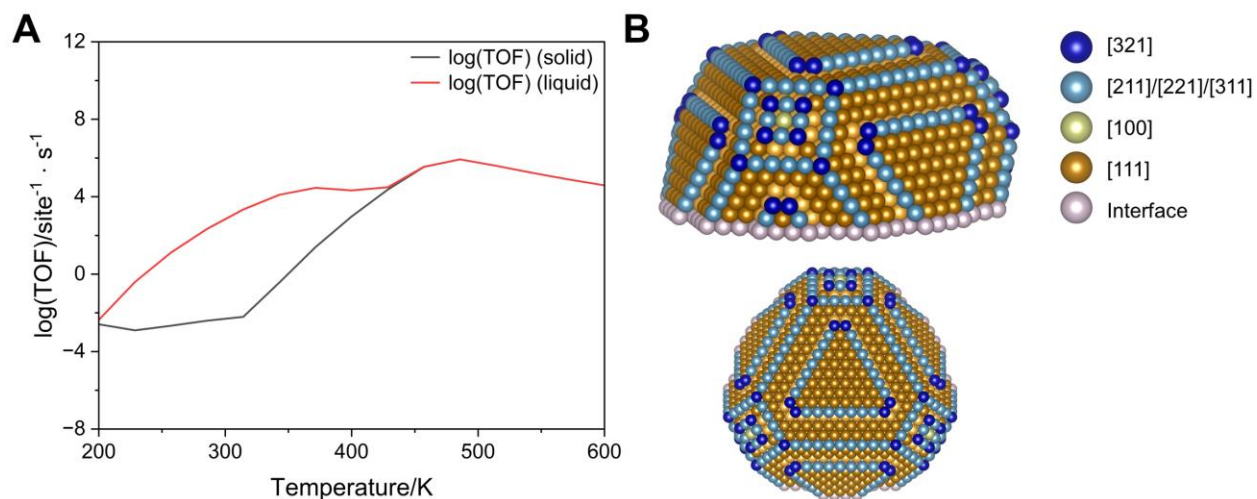 A
12
8
4
0
−4
−8
log(TOF)/site⁻¹ · s⁻¹
log(TOF) (solid)
log(TOF) (liquid)
200
300
400
500
600
Temperature/K
B
[321]
[211]/[221]/[311]
[100]
[111]
Interface